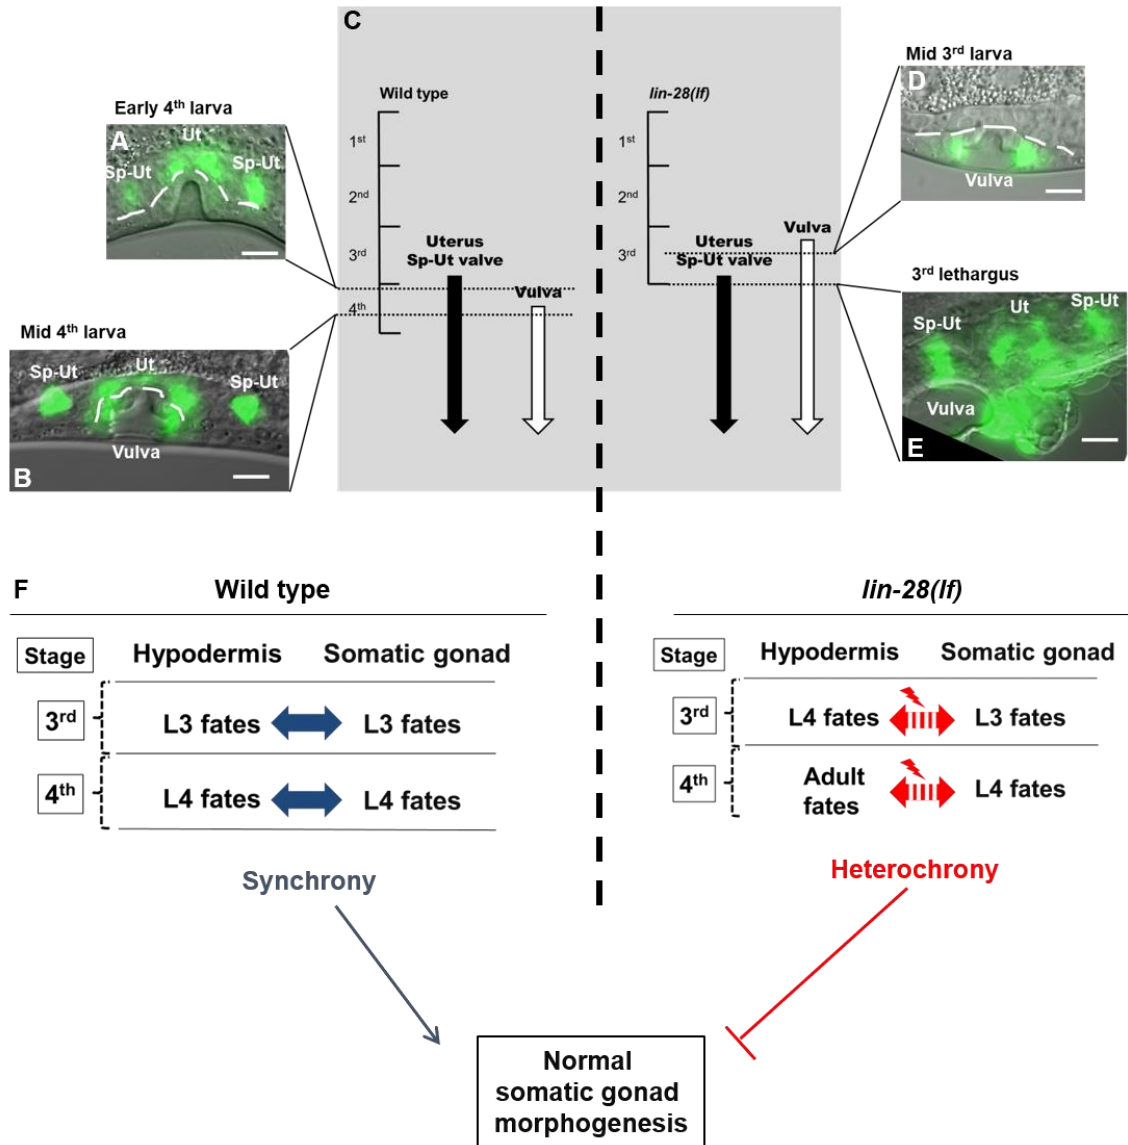 C
Wild type
lin-28(lf)
1st
2nd
3rd
4th
Uterus
Sp-Ut valve
Vulva
1st
2nd
3rd
Uterus
Sp-Ut valve
Vulva
Early 4th larva
A
Ut
Sp-Ut
Sp-Ut
Mid 4th larva
Sp-Ut
Ut
Sp-Ut
Vulva
B
Mid 3rd larva
D
Vulva
3rd lethargus
Sp-Ut
Ut
Sp-Ut
Vulva
E
F
Wild type
lin-28(lf)
Stage
Hypodermis
Somatic gonad
3rd
L3 fates
L3 fates
4th
L4 fates
L4 fates
Synchrony
Stage
Hypodermis
Somatic gonad
3rd
L4 fates
L3 fates
4th
Adult
fates
L4 fates
Heterochrony
Normal
somatic gonad
morphogenesis